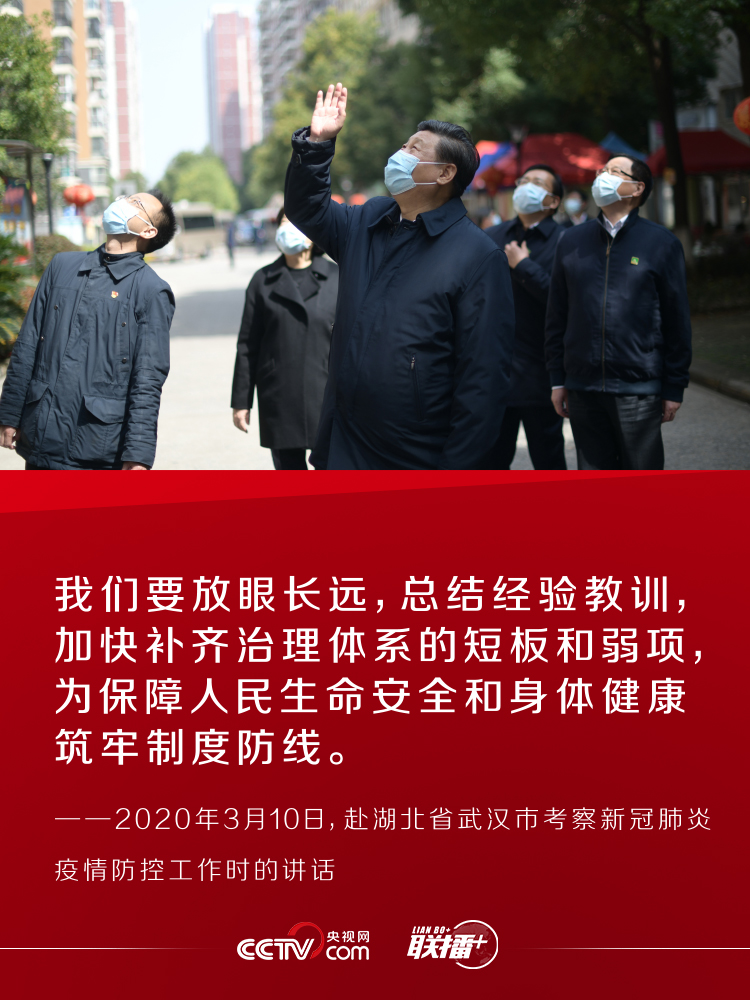 我们要放眼长远,总结经验教训,
加快补齐治理体系的短板和弱项,
为保障人民生命安全和身体健康
筑牢制度防线。
——2020年3月10日,赴湖北省武汉市考察新冠肺炎
疫情防控工作时的讲话
CCTV 央视网
com
LIAN BO+
联播+